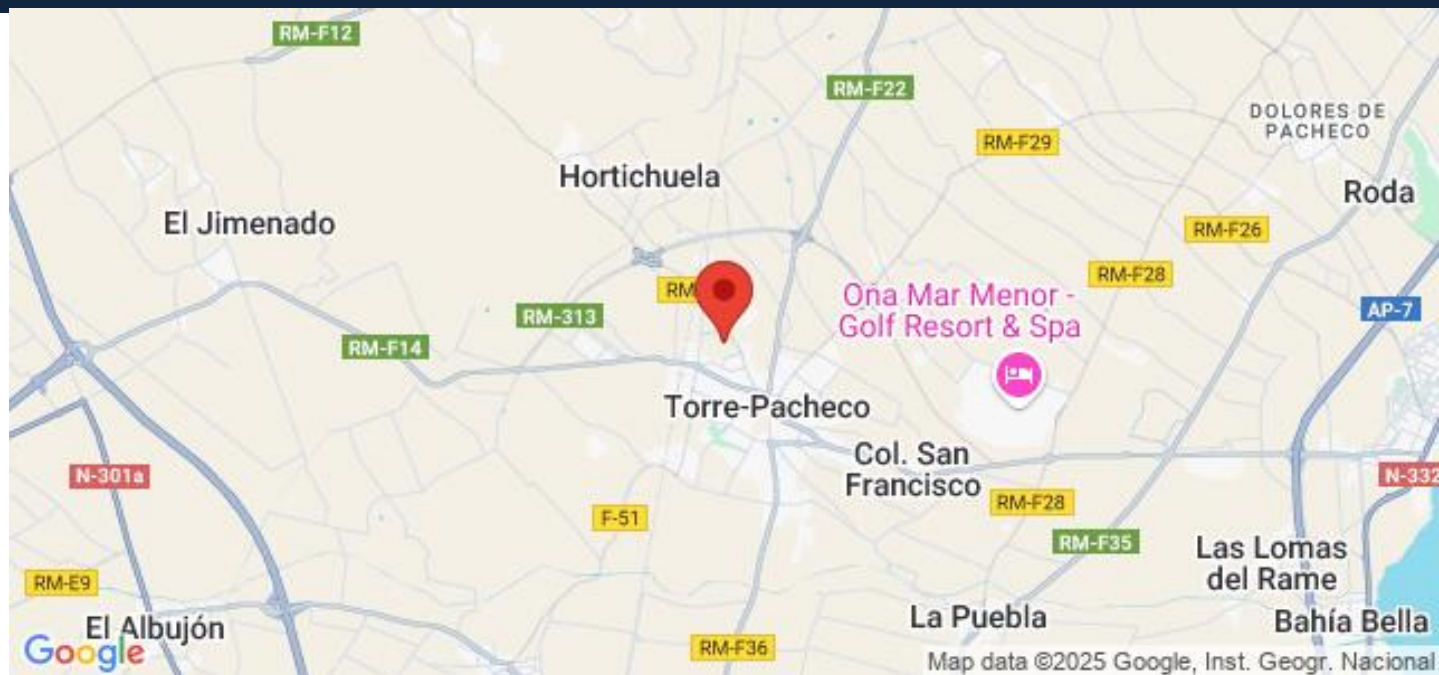 RM-F12
RM-F22
DOLORES DE
PACHECO
RM-F29
Hortichuela
Roda
El Jimenado
RM-F26
RM-F28
RM
Oña Mar Menor -
Golf Resort & Spa
AP-7
RM-313
RM-F14
Torre-Pacheco
Col. San
Francisco
N-301a
N-332
RM-F28
F-51
RM-F35
Las Lomas
del Rame
RM-E9
La Puebla
Bahía Bella
El Albujón
RM-F36
Google
Map data ©2025 Google, Inst. Geogr. Nacional